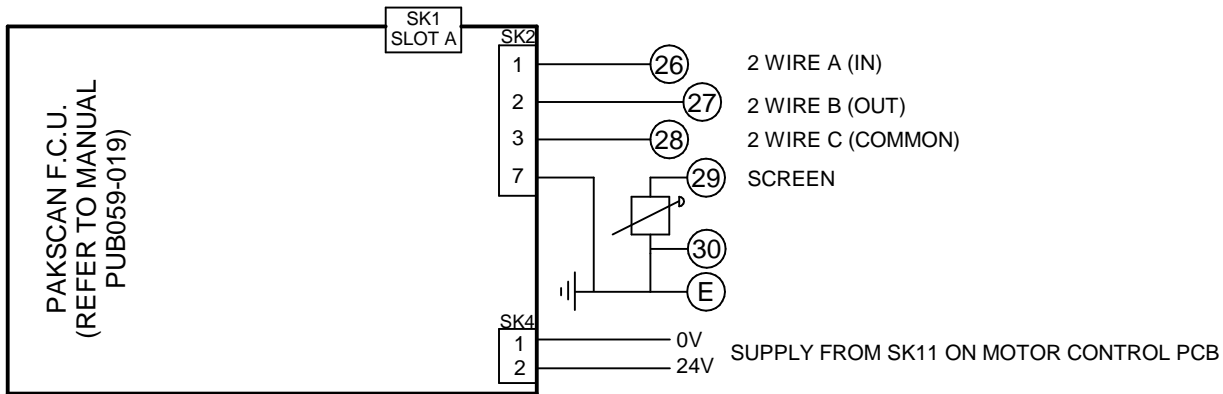 SK1
SLOT A
PAKSCAN F.C.U.
(REFER TO MANUAL
PUB059-019)
SK2
1 26 2 WIRE A (IN)
2 27 2 WIRE B (OUT)
3 28 2 WIRE C (COMMON)
7 29 SCREEN
30
E
SK4
1 0V
2 24V
SUPPLY FROM SK11 ON MOTOR CONTROL PCB